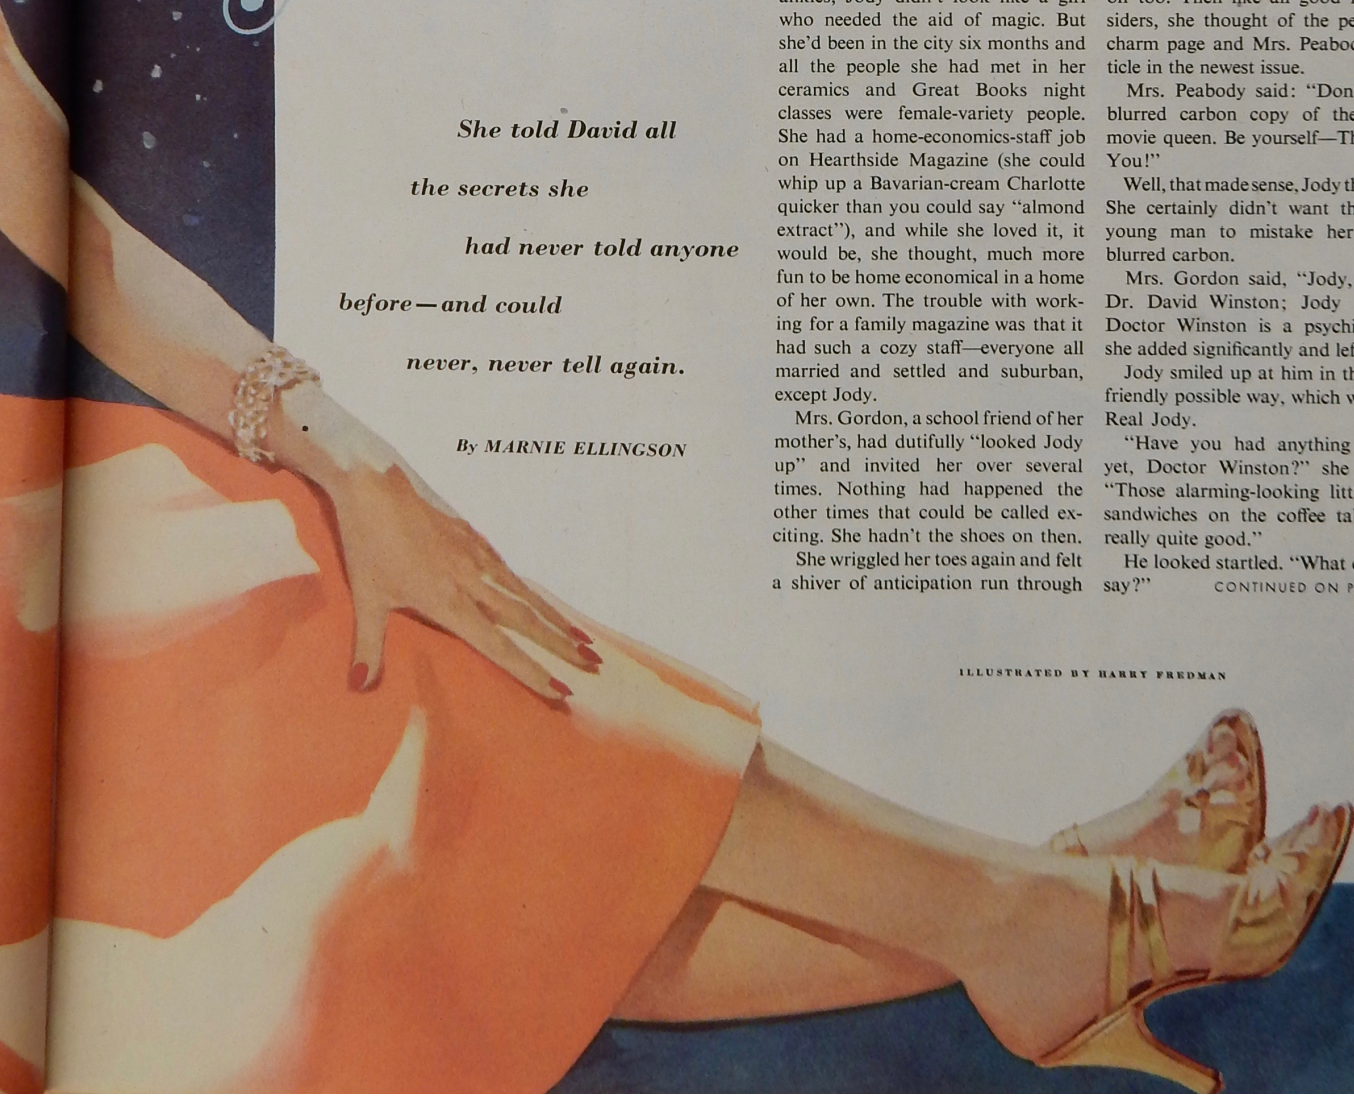 She told David all
the secrets she
had never told anyone
before—and could
never, never tell again.
By MARNIE ELLINGSON
who needed the aid of magic. But
she'd been in the city six months and
all the people she had met in her
ceramics and Great Books night
classes were female-variety people.
She had a home-economics-staff job
on Hearthside Magazine (she could
whip up a Bavarian-cream Charlotte
quicker than you could say “almond
extract”), and while she loved it, it
would be, she thought, much more
fun to be home economical in a home
of her own. The trouble with work-
ing for a family magazine was that it
had such a cozy staff—everyone all
married and settled and suburban,
except Jody.
Mrs. Gordon, a school friend of her
mother's, had dutifully “looked Jody
up” and invited her over several
times. Nothing had happened the
other times that could be called ex-
citing. She hadn't the shoes on then.
She wriggled her toes again and felt
a shiver of anticipation run through
siders, she thought of the
charm page and Mrs.
ticle in the newest issue.
Mrs. Peabody said:
blurred carbon copy of
movie queen. Be yourself—
You!”
Well, that made sense, Jody
She certainly didn't want
young man to mistake her
blurred carbon.
Mrs. Gordon said, “Jody,
Dr. David Winston; Jody
Doctor Winston is a
she added significantly and
Jody smiled up at him in
friendly possible way, which
Real Jody.
“Have you had anything
yet, Doctor Winston?” she
“Those alarming-looking
sandwiches on the coffee
really quite good.”
He looked startled. “What
say?” CONTINUED ON
ILLUSTRATED BY HARRY FREDMAN